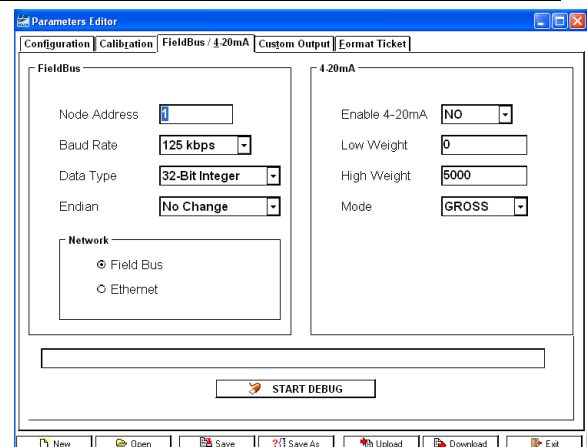 Parameters Editor
Configuration Calibration FieldBus / 4-20mA Custom Output Format Ticket
FieldBus
Node Address 1
Baud Rate 125 kbps
Data Type 32-Bit Integer
Endian No Change
Network
Field Bus
Ethernet
4-20mA
Enable 4-20mA NO
Low Weight 0
High Weight 5000
Mode GROSS
START DEBUG
New Open Save Save As Upload Download Exit